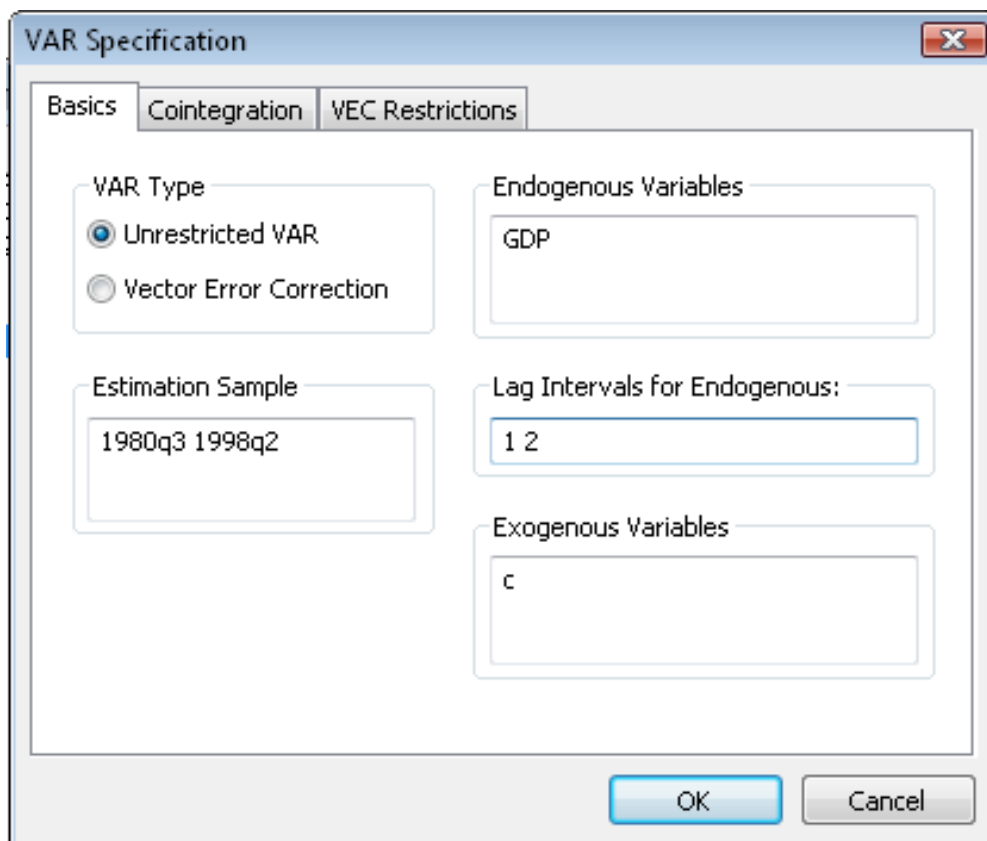 VAR Specification
Basics
Cointegration
VEC Restrictions
VAR Type
Unrestricted VAR
Vector Error Correction
Endogenous Variables
GDP
Estimation Sample
1980q3 1998q2
Lag Intervals for Endogenous:
1 2
Exogenous Variables
c
OK
Cancel